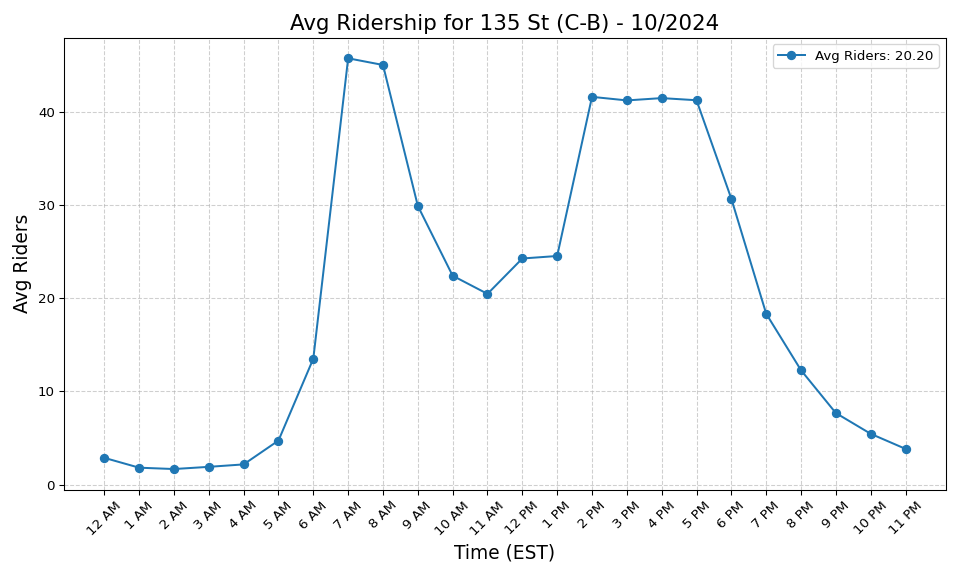 Avg Ridership for 135 St (C-B) - 10/2024
Avg Riders: 20.20
Avg Riders
40
30
20
10
0
12 AM
1 AM
2 AM
3 AM
4 AM
5 AM
6 AM
7 AM
8 AM
9 AM
10 AM
11 AM
12 PM
1 PM
2 PM
3 PM
4 PM
5 PM
6 PM
7 PM
8 PM
9 PM
10 PM
11 PM
Time (EST)